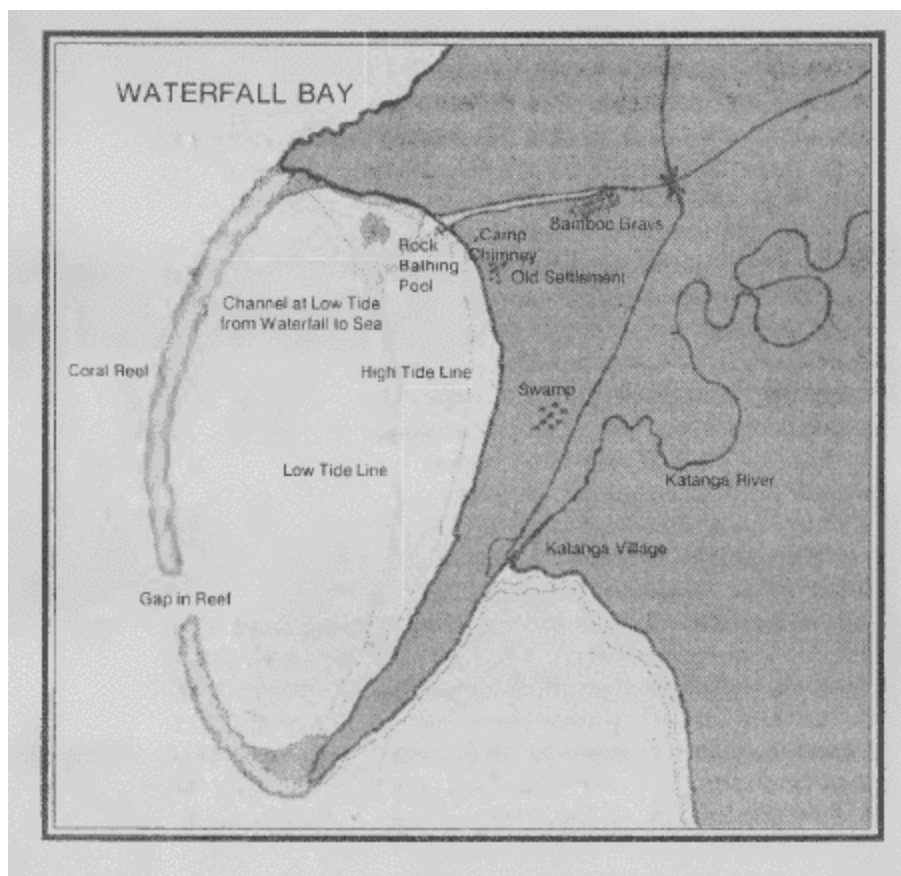 WATERFALL BAY
Bamboo Gravs
Rock
Bathing
Pool
Camp
Chimney
Old Settlement
Channel at Low Tide
from Waterfall to Sea
Coral Reef
High Tide Line
Swamp
Low Tide Line
Katanga River
Katanga Village
Gap in Reef